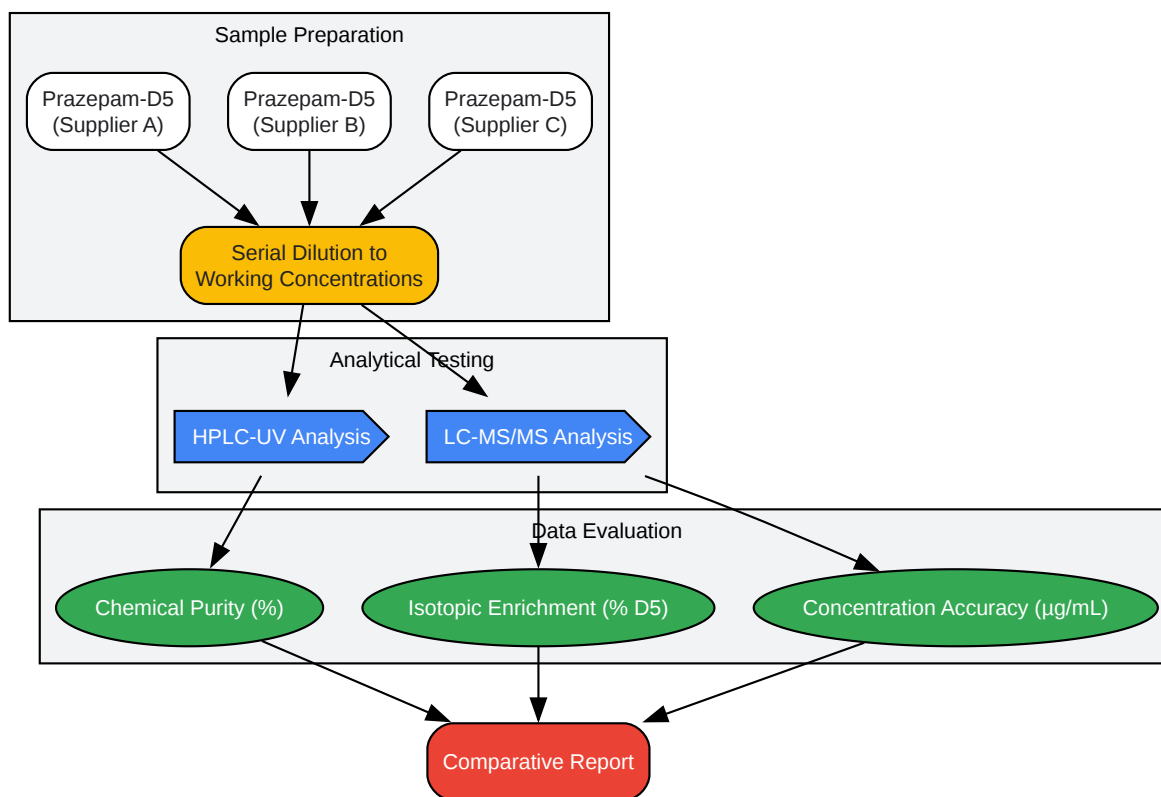 Sample Preparation
Prazepam-D5
(Supplier A)
Prazepam-D5
(Supplier B)
Prazepam-D5
(Supplier C)
Serial Dilution to
Working Concentrations
Analytical Testing
HPLC-UV Analysis
LC-MS/MS Analysis
Data Evaluation
Chemical Purity (%)
Isotopic Enrichment (% D5)
Concentration Accuracy (µg/mL)
Comparative Report